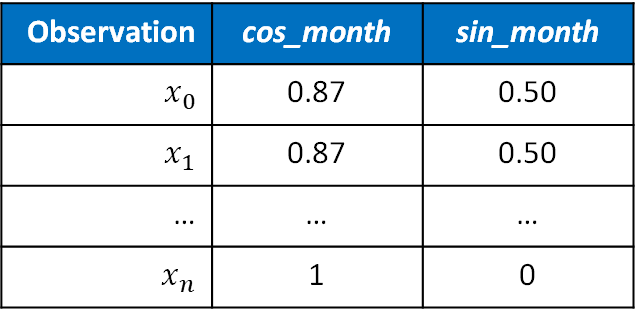 Observation cos_month sin_month
x₀ 0.87 0.50
x₁ 0.87 0.50
... ... ...
xₙ 1 0